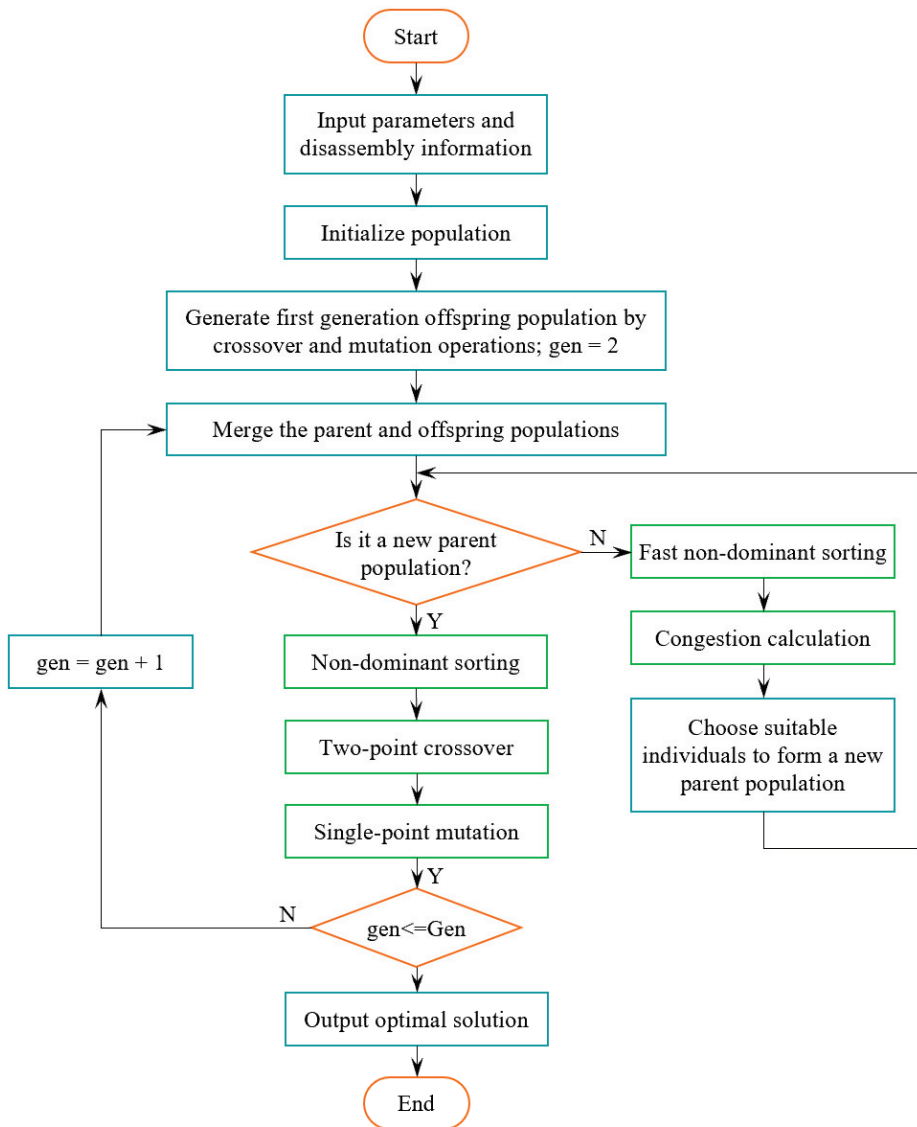 Start
Input parameters and
disassembly information
Initialize population
Generate first generation offspring population by
crossover and mutation operations; gen = 2
Merge the parent and offspring populations
Is it a new parent
population?
N
Fast non-dominant sorting
Y
Congestion calculation
gen = gen + 1
Non-dominant sorting
Choose suitable
individuals to form a new
parent population
Two-point crossover
Single-point mutation
Y
N
gen<=Gen
Output optimal solution
End